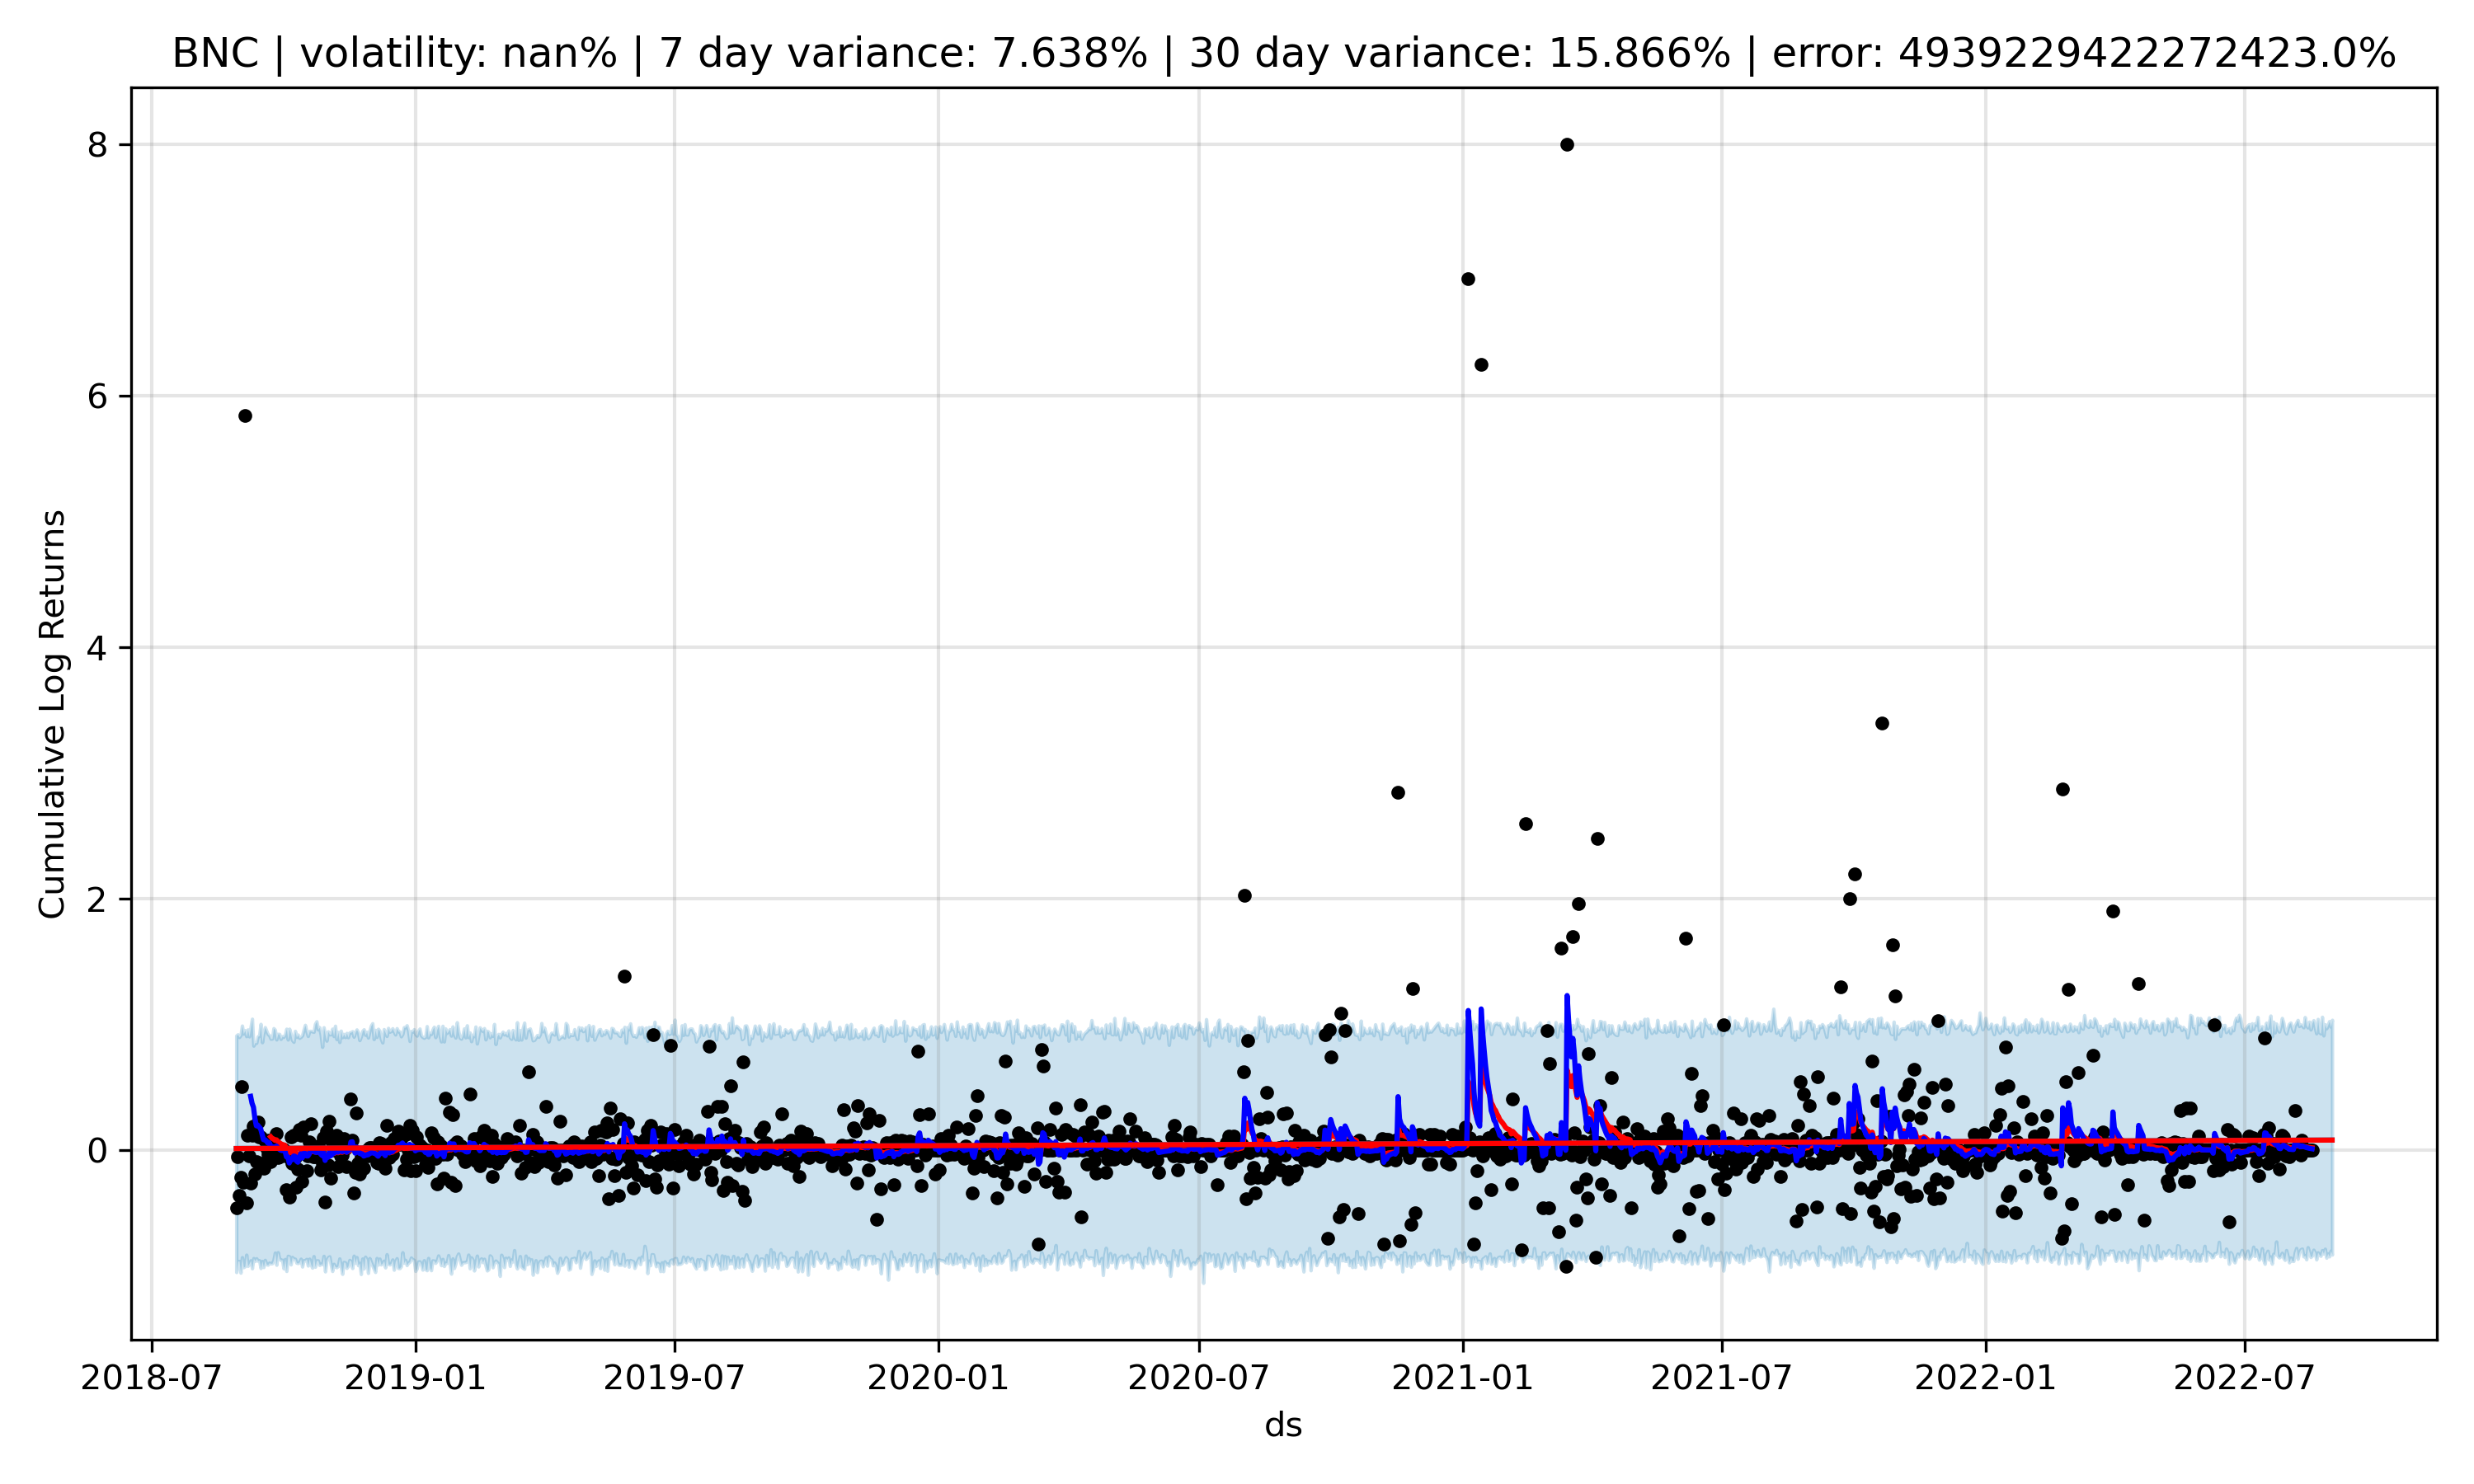 BNC | volatility: nan% | 7 day variance: 7.638% | 30 day variance: 15.866% | error: 4939229422272423.0%
Cumulative Log Returns
8
6
4
2
0
2018-07 2019-01 2019-07 2020-01 2020-07 2021-01 2021-07 2022-01 2022-07
ds